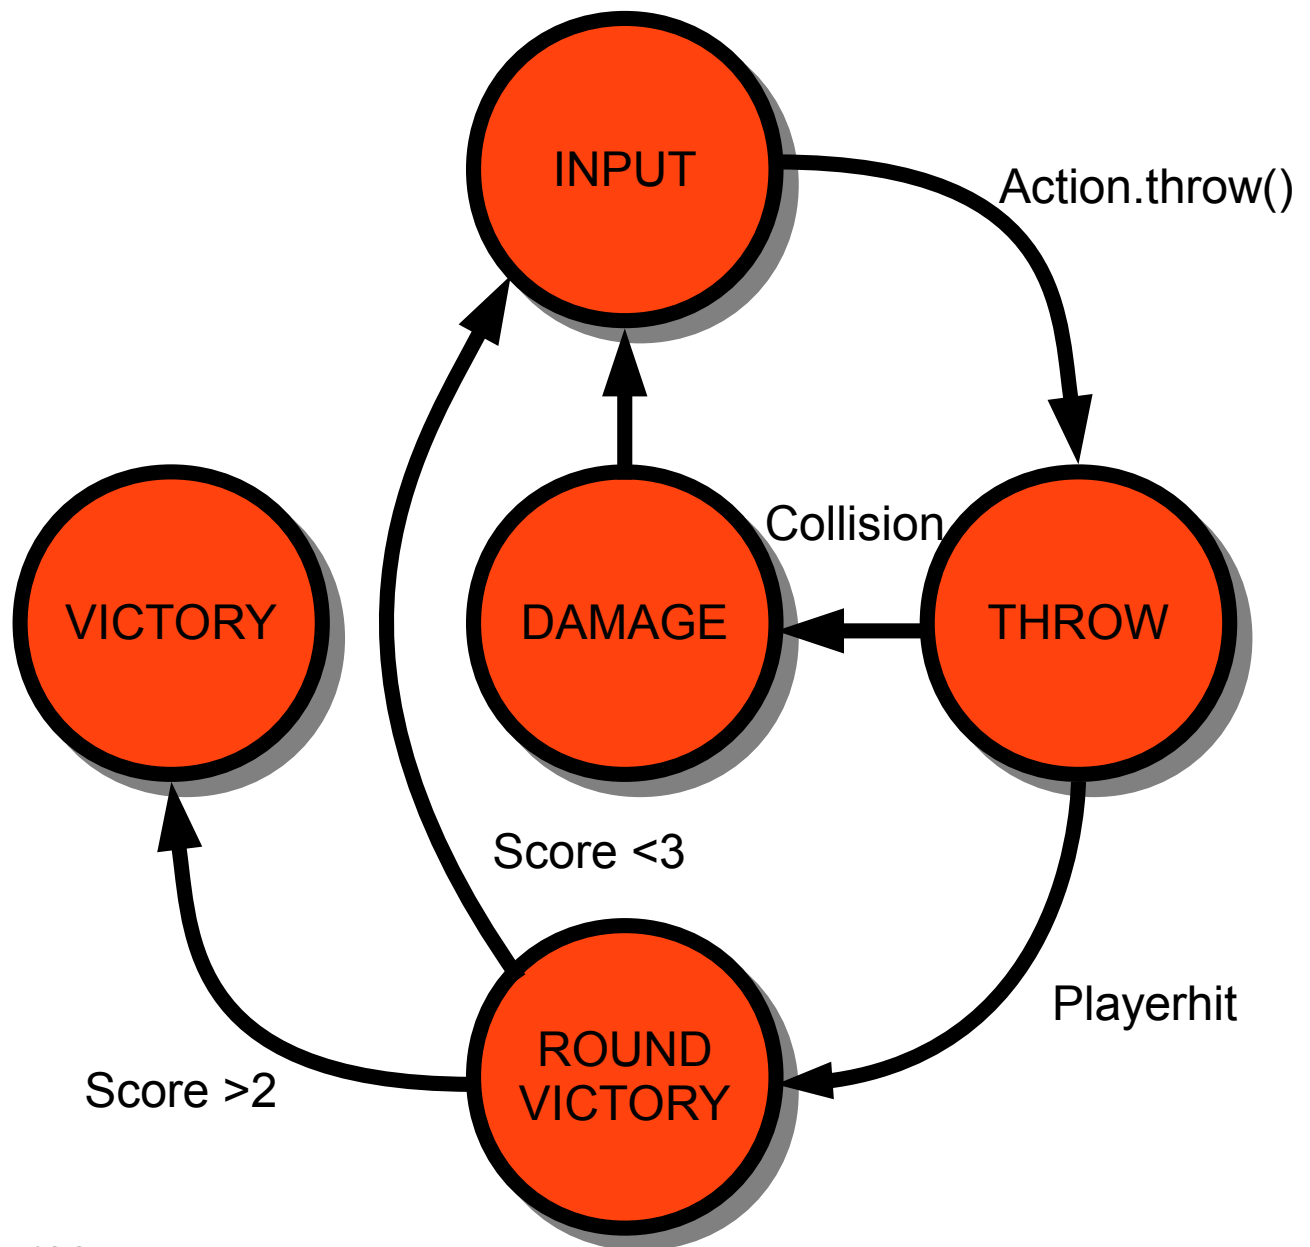 INPUT
Action.throw()
Collision
VICTORY
DAMAGE
THROW
Score <3
Playerhit
ROUND
VICTORY
Score >2